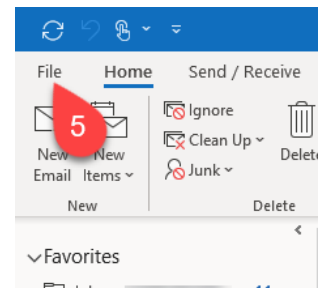 File Home Send / Receive
5
Ignore
Clean Up
Junk
New Email
New Items
Delete
New Delete
Favorites